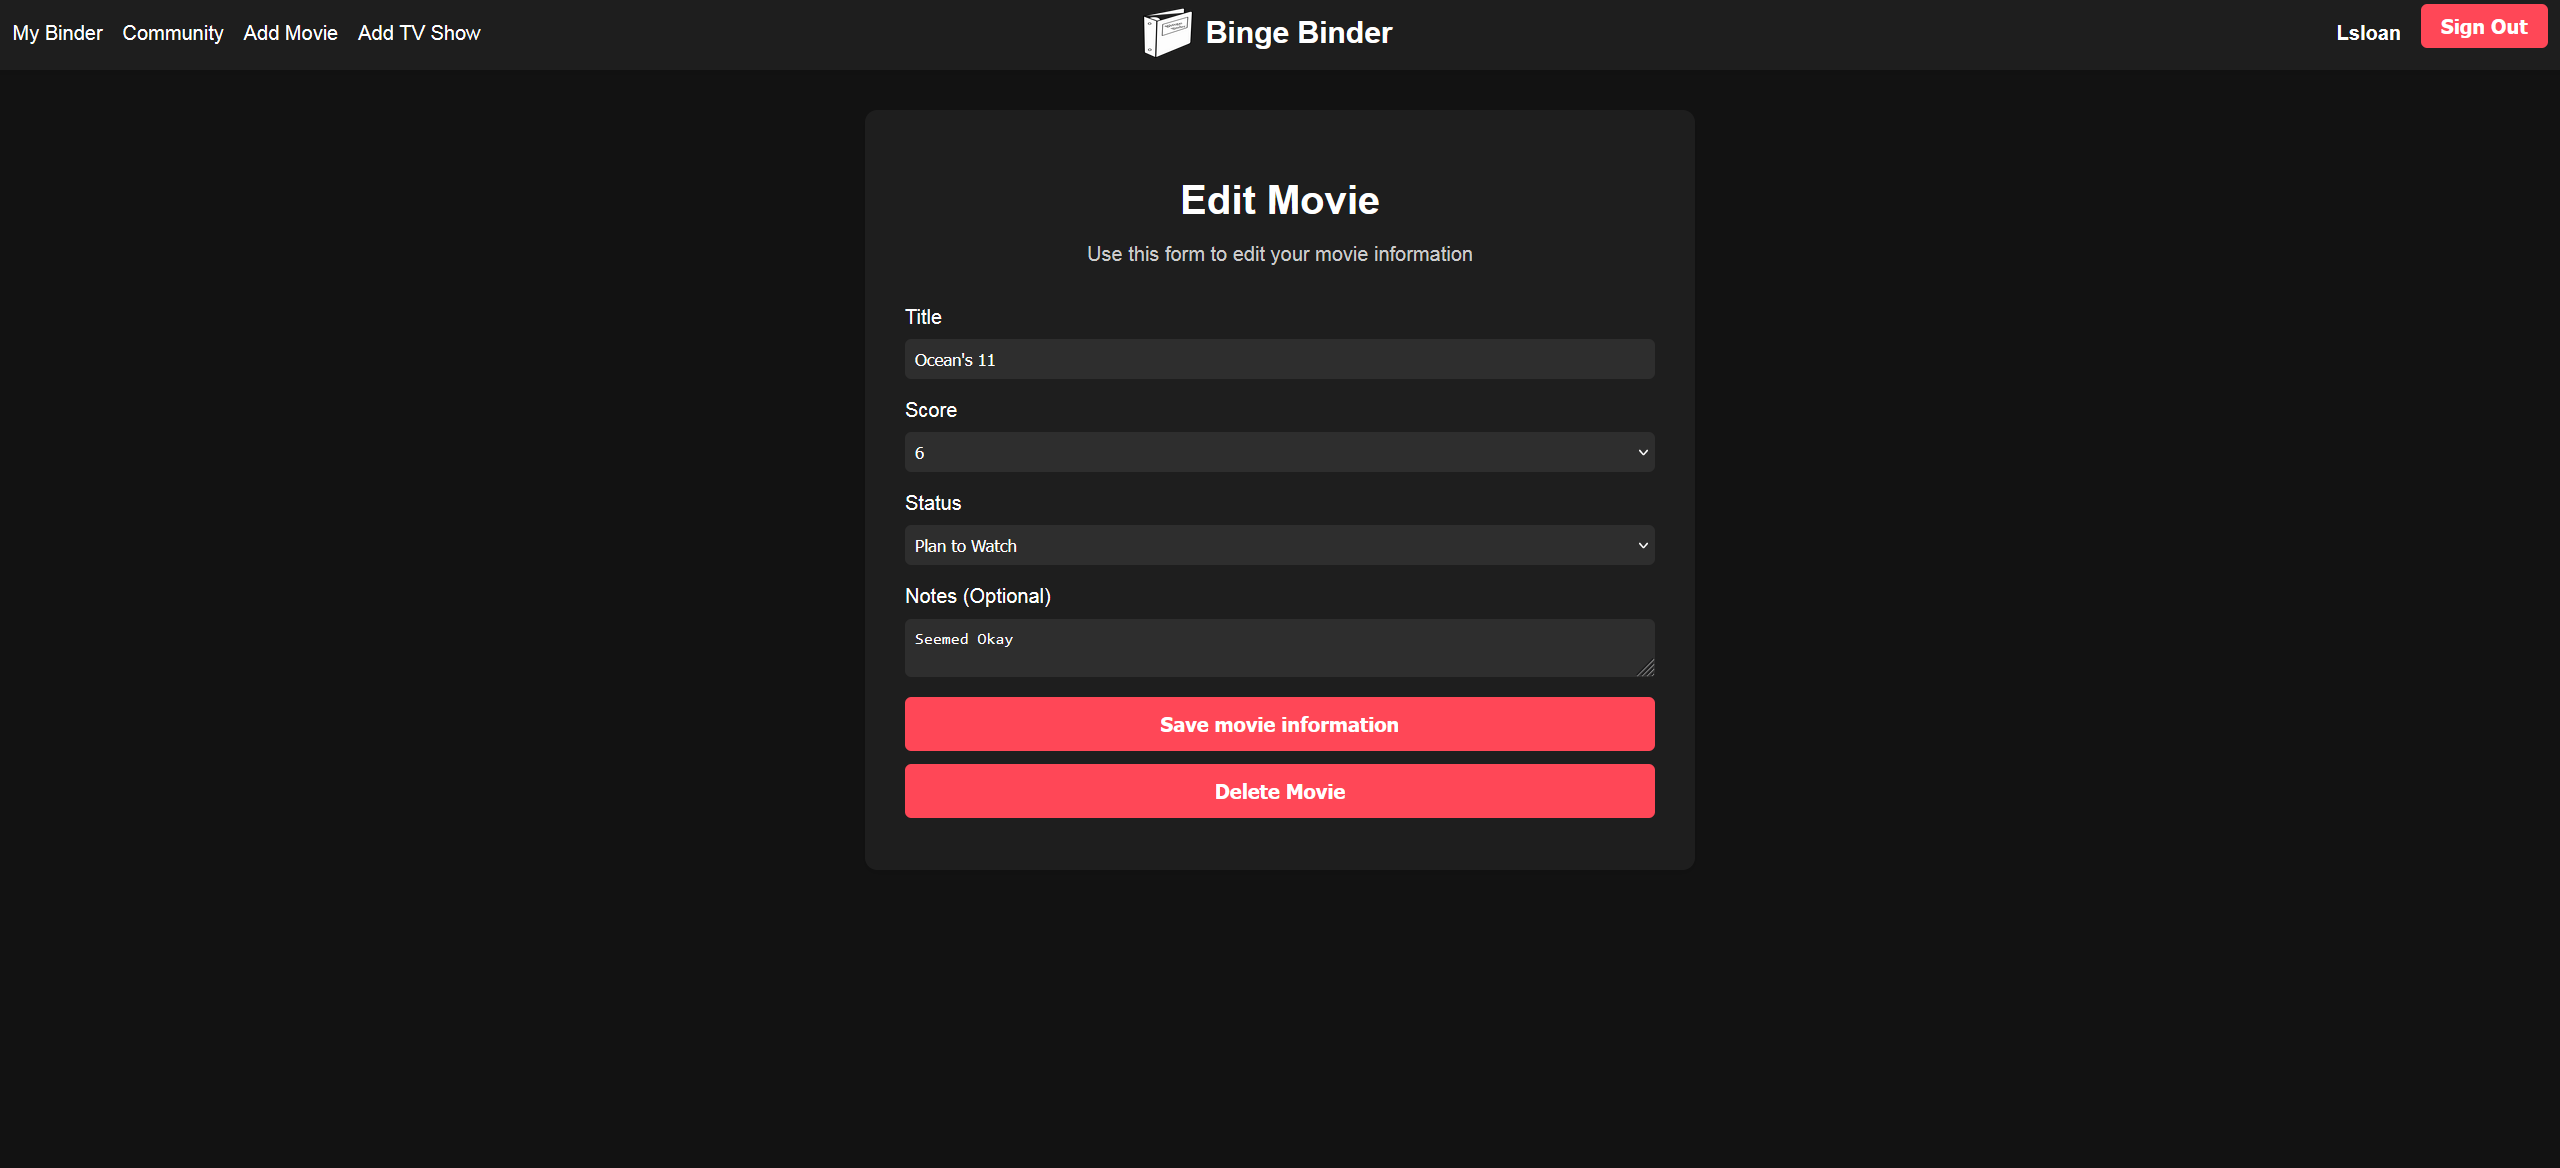 My Binder Community Add Movie Add TV Show
Binge Binder
Lsloan Sign Out
Edit Movie
Use this form to edit your movie information
Title
Ocean's 11
Score
6
Status
Plan to Watch
Notes (Optional)
Seemed Okay
Save movie information
Delete Movie